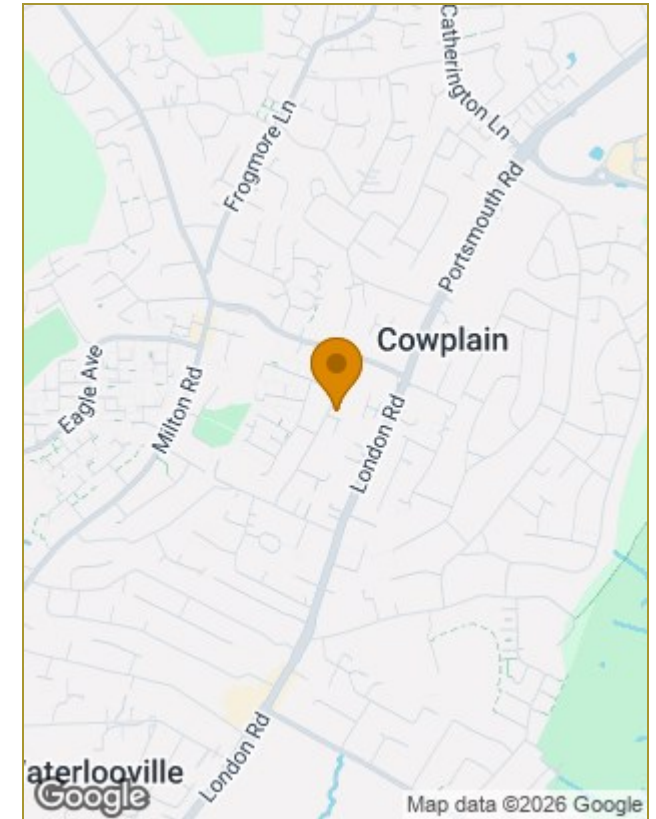 Catherington Ln
Frogmore Ln
Portsmouth Rd
Cowplain
Eagle Ave
Milton Rd
London Rd
London Rd
aterlooville
Google
Map data ©2026 Google